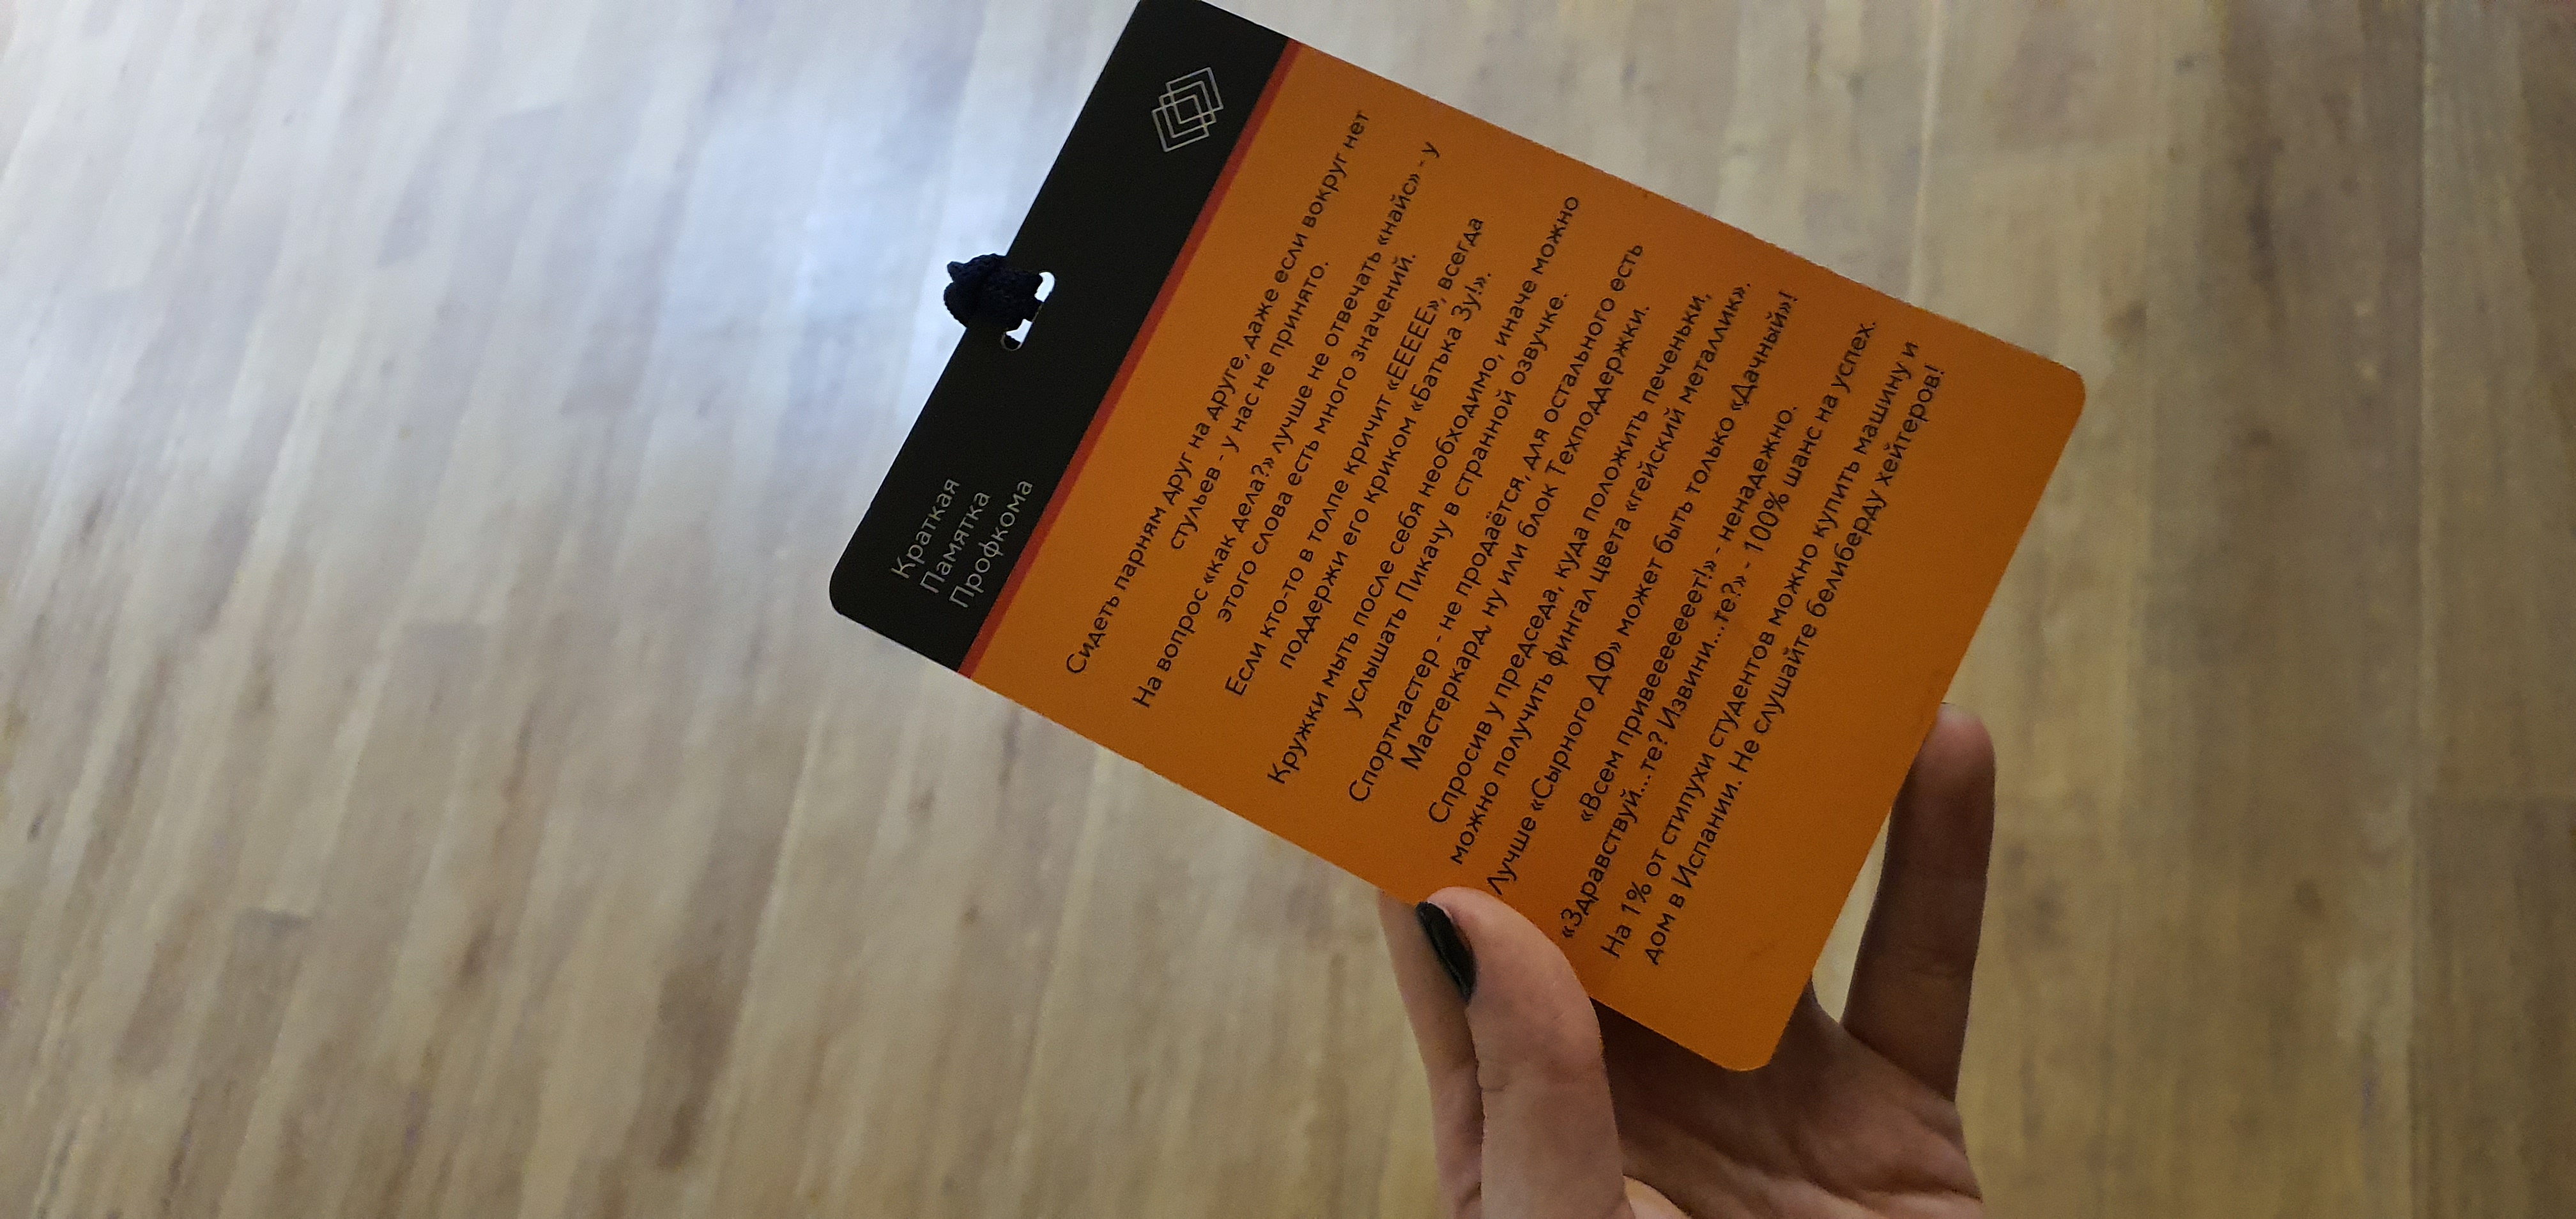 Краткая
Памятка
Профкома
Сидеть парням друг на друге, даже если вокруг нет
стульев - у нас не принято.
На вопрос «как дела?» лучше не отвечать «найс» - у
этого слова есть много значений.
Если кто-то в толпе кричит «ЕЕЕЕЕ», всегда
поддержи его криком «Батька Зу!».
Кружки мыть после себя необходимо, иначе можно
услышать Пикачу в странной озвучке.
Спортмастер - не продаётся, для остального есть
Мастеркард, ну или блок Техподдержки.
Спросив у председа, куда положить печеньки,
можно получить фингал цвета «гейский металлик».
Лучше «Сырного ДФ» может быть только «Дачный»!
«Всем привеееееееет!» - ненадежно.
«Здравствуй...те? Извини...те?» - 100% шанс на успех.
На 1% от стипухи студентов можно купить машину и
дом в Испании. Не слушайте белиберду хейтеров!